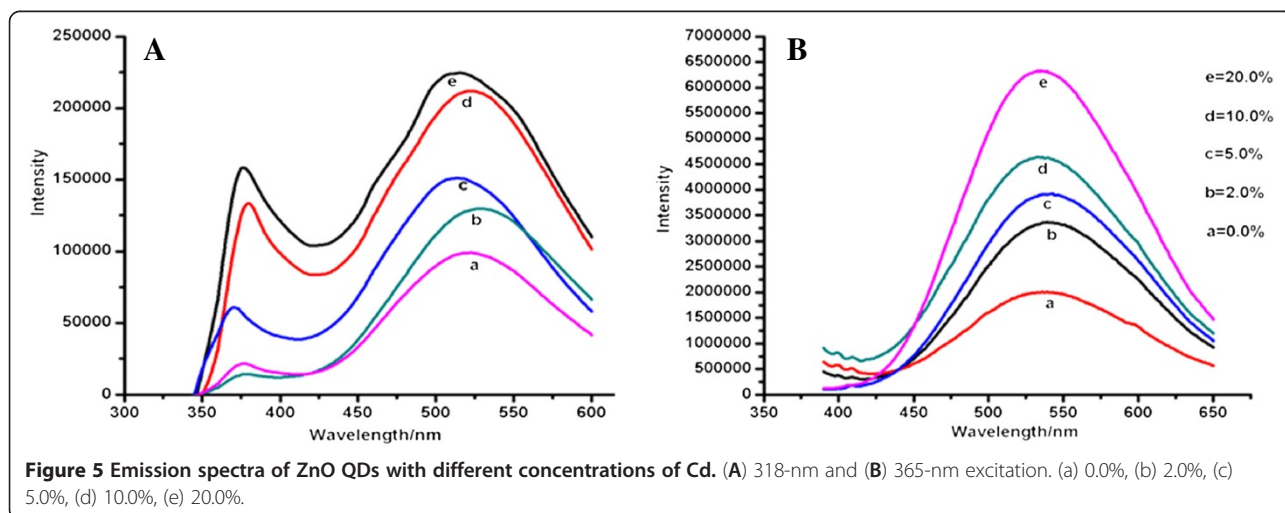 A
B
Intensity
250000
200000
150000
100000
50000
0
300 350 400 450 500 550 600
Wavelength/nm
e
d
c
b
a
Intensity
7000000
6500000
6000000
5500000
5000000
4500000
4000000
3500000
3000000
2500000
2000000
1500000
1000000
500000
0
350 400 450 500 550 600 650
Wavelength/nm
e
d
c
b
a
e=20.0%
d=10.0%
c=5.0%
b=2.0%
a=0.0%
Figure 5 Emission spectra of ZnO QDs with different concentrations of Cd. (A) 318-nm and (B) 365-nm excitation. (a) 0.0%, (b) 2.0%, (c)
5.0%, (d) 10.0%, (e) 20.0%.